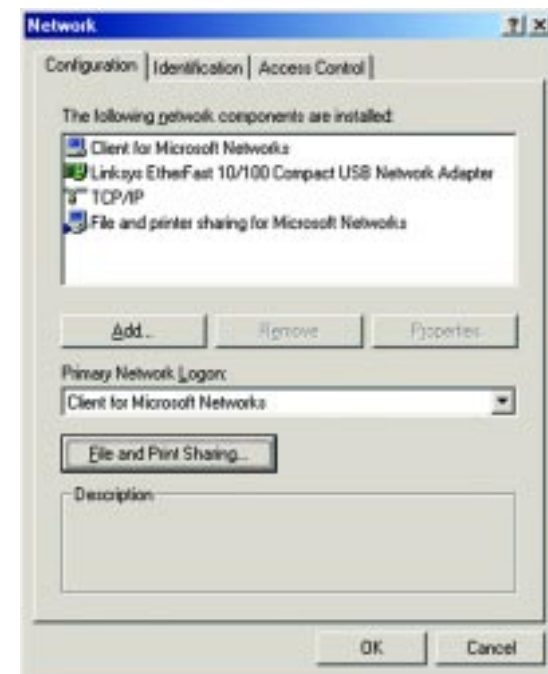 Network
Configuration Identification Access Control
The following network components are installed:
Client for Microsoft Networks
Linksys EtherFast 10/100 Compact USB Network Adapter
TCP/IP
File and printer sharing for Microsoft Networks
Add... Remove Properties
Primary Network Logon:
Client for Microsoft Networks
File and Print Sharing...
Description
OK Cancel